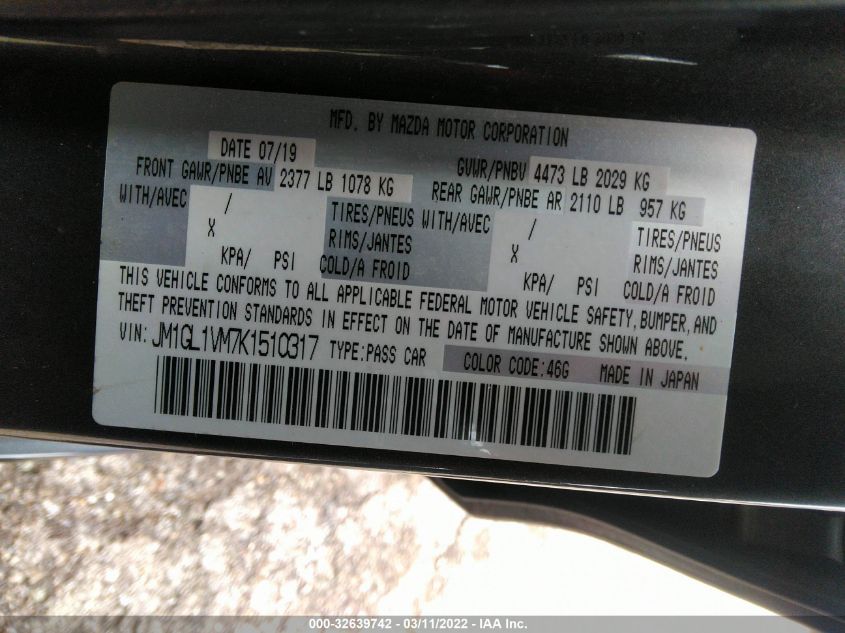 MFD. BY MAZDA MOTOR CORPORATION
DATE 07/19 GVWR/PNBV 4473 LB 2029 KG
FRONT GAWR/PNBE AV 2377 LB 1078 KG REAR GAWR/PNBE AR 2110 LB 957 KG
WITH/AVEC / TIRES/PNEUS WITH/AVEC / TIRES/PNEUS
X RIMS/JANTES X RIMS/JANTES
KPA/ PSI COLD/A FROID KPA/ PSI COLD/A FROID
THIS VEHICLE CONFORMS TO ALL APPLICABLE FEDERAL MOTOR VEHICLE SAFETY, BUMPER, AND
THEFT PREVENTION STANDARDS IN EFFECT ON THE DATE OF MANUFACTURE SHOWN ABOVE.
VIN: JM1GL1VM7K1510317 TYPE:PASS CAR COLOR CODE:46G MADE IN JAPAN
000-32639742 - 03/11/2022 - IAA Inc.